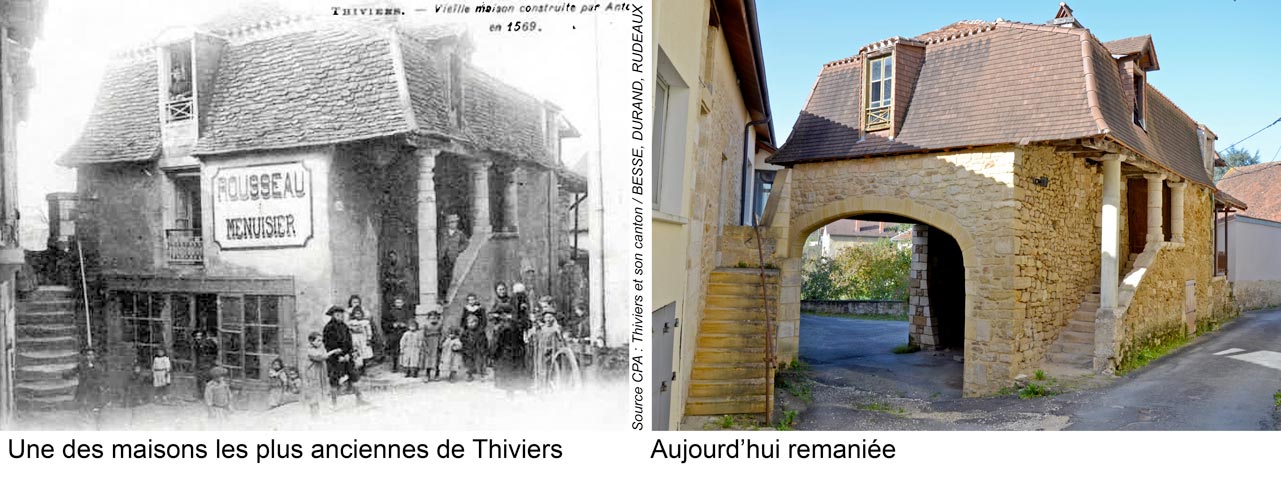 THIVIERS. — Vieille maison construite par
en 1569.
ROUSSEAU
MENUISIER
Source CPA : Thiviers et son canton / BESSE, DURAND, RUDEAUX
Une des maisons les plus anciennes de Thiviers
Aujourd’hui remaniée